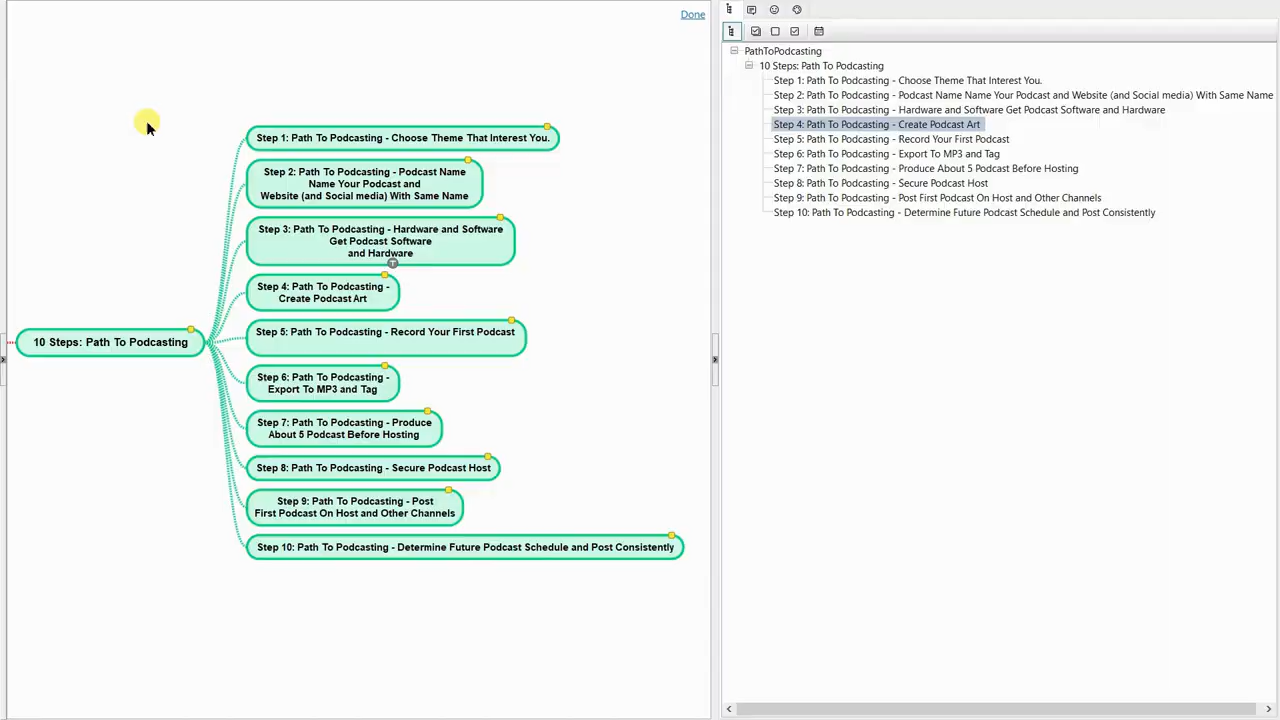 Done
Step 1: Path To Podcasting - Choose Theme That Interest You.
Step 2: Path To Podcasting - Podcast Name
Name Your Podcast and
Website (and Social media) With Same Name
Step 3: Path To Podcasting - Hardware and Software
Get Podcast Software
and Hardware
Step 4: Path To Podcasting -
Create Podcast Art
10 Steps: Path To Podcasting
Step 5: Path To Podcasting - Record Your First Podcast
Step 6: Path To Podcasting -
Export To MP3 and Tag
Step 7: Path To Podcasting - Produce
About 5 Podcast Before Hosting
Step 8: Path To Podcasting - Secure Podcast Host
Step 9: Path To Podcasting - Post
First Podcast On Host and Other Channels
Step 10: Path To Podcasting - Determine Future Podcast Schedule and Post Consistently
PathToPodcasting
10 Steps: Path To Podcasting
Step 1: Path To Podcasting - Choose Theme That Interest You.
Step 2: Path To Podcasting - Podcast Name Name Your Podcast and Website (and Social media) With Same Name
Step 3: Path To Podcasting - Hardware and Software Get Podcast Software and Hardware
Step 4: Path To Podcasting - Create Podcast Art
Step 5: Path To Podcasting - Record Your First Podcast
Step 6: Path To Podcasting - Export To MP3 and Tag
Step 7: Path To Podcasting - Produce About 5 Podcast Before Hosting
Step 8: Path To Podcasting - Secure Podcast Host
Step 9: Path To Podcasting - Post First Podcast On Host and Other Channels
Step 10: Path To Podcasting - Determine Future Podcast Schedule and Post Consistently